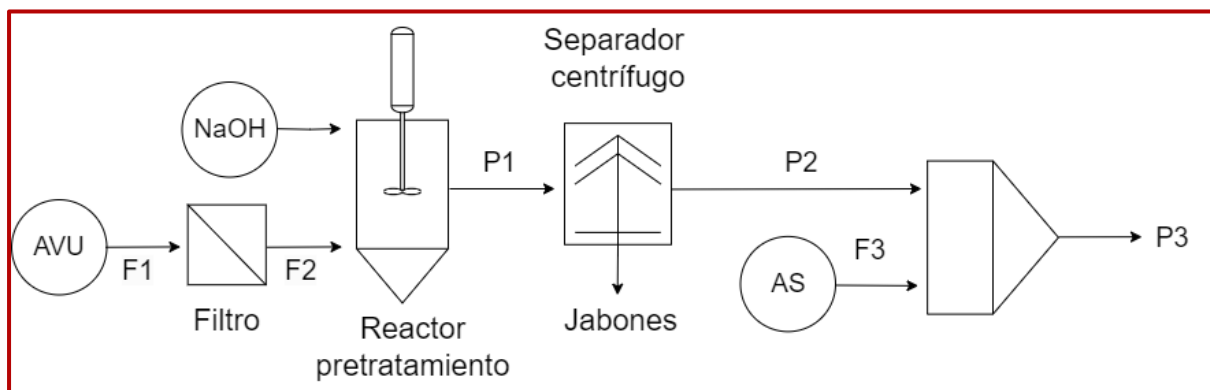 Separador
centrífugo
NaOH
P1
P2
AVU
F1
F2
F3
P3
AS
Filtro
Reactor
pretratamiento
Jabones